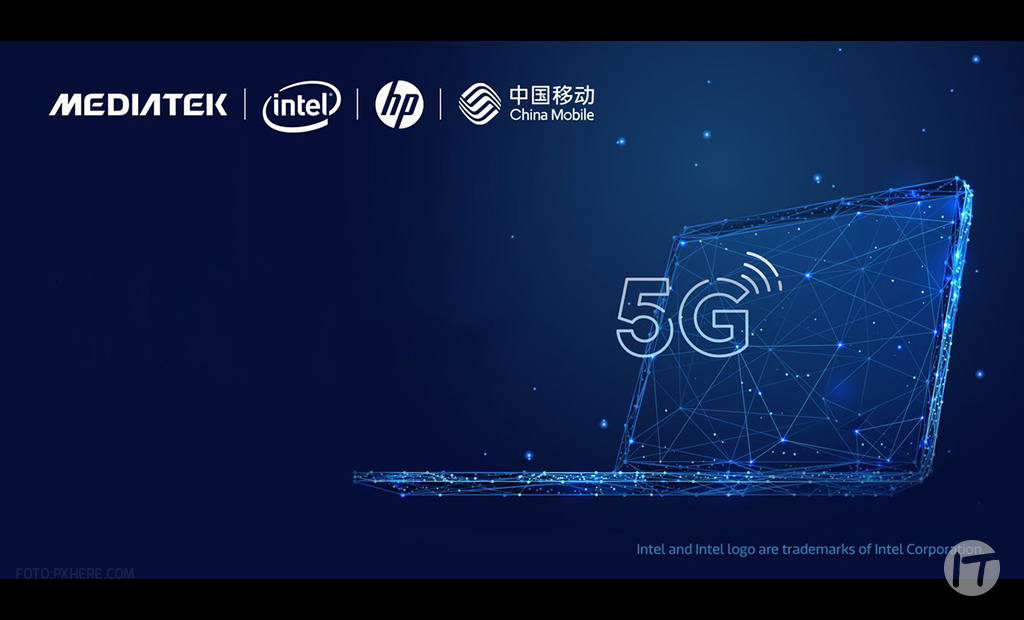 MEDIATEK
intel
hp
中国移动
China Mobile
5G
Intel and Intel logo are trademarks of Intel Corporation.
FOTO:PXHERE.COM
IT